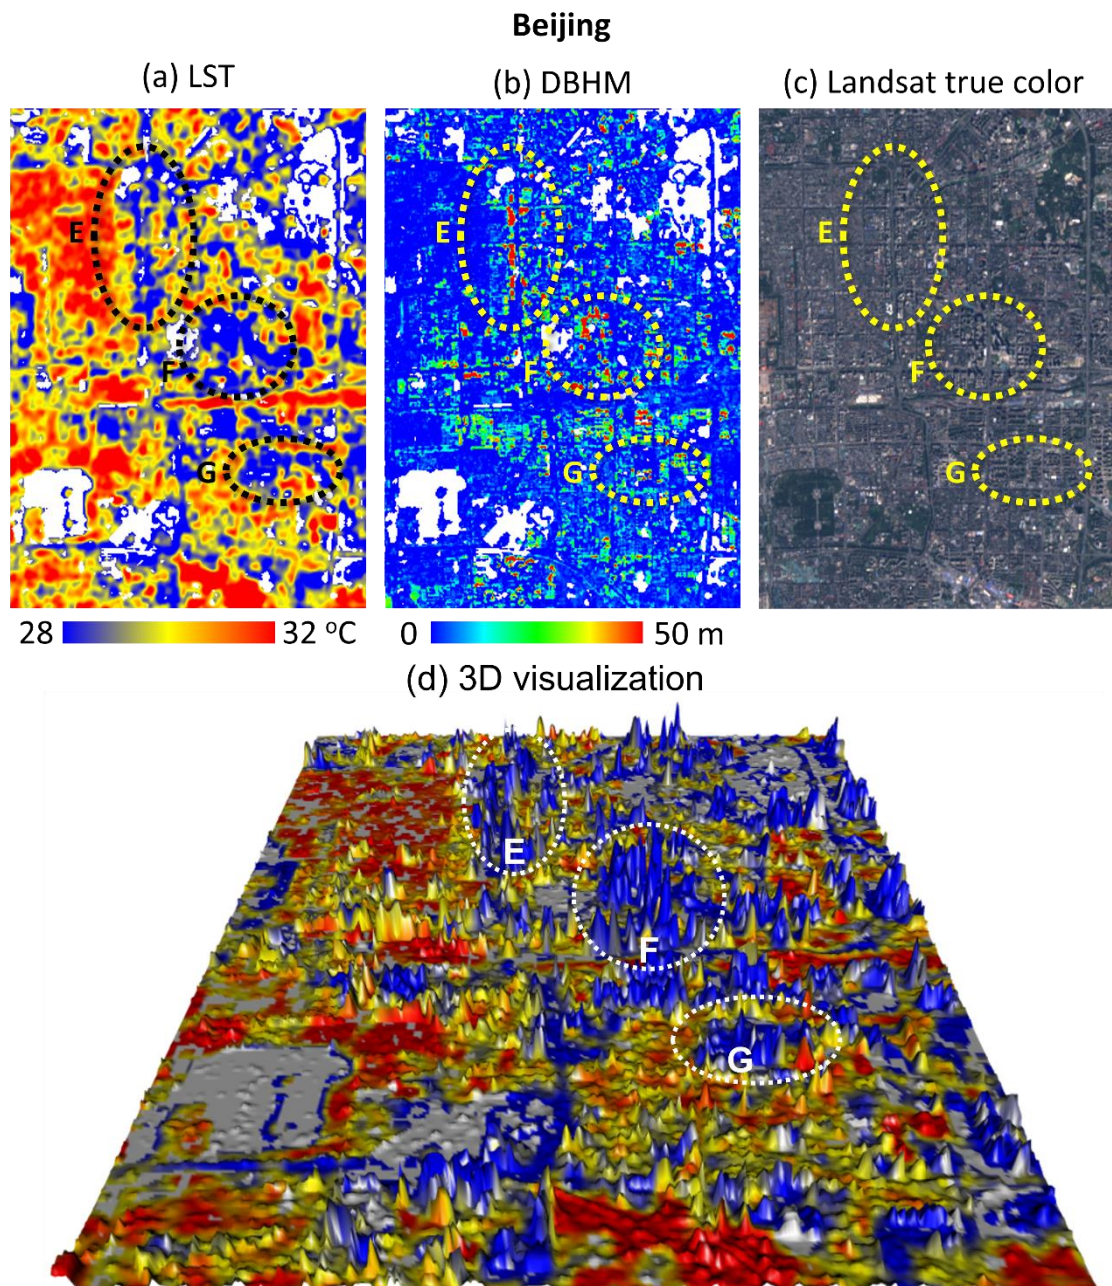 Beijing
(a) LST
(b) DBHM
(c) Landsat true color
E
F
G
E
F
G
E
F
G
28
32 °C
0
50 m
(d) 3D visualization
E
F
G